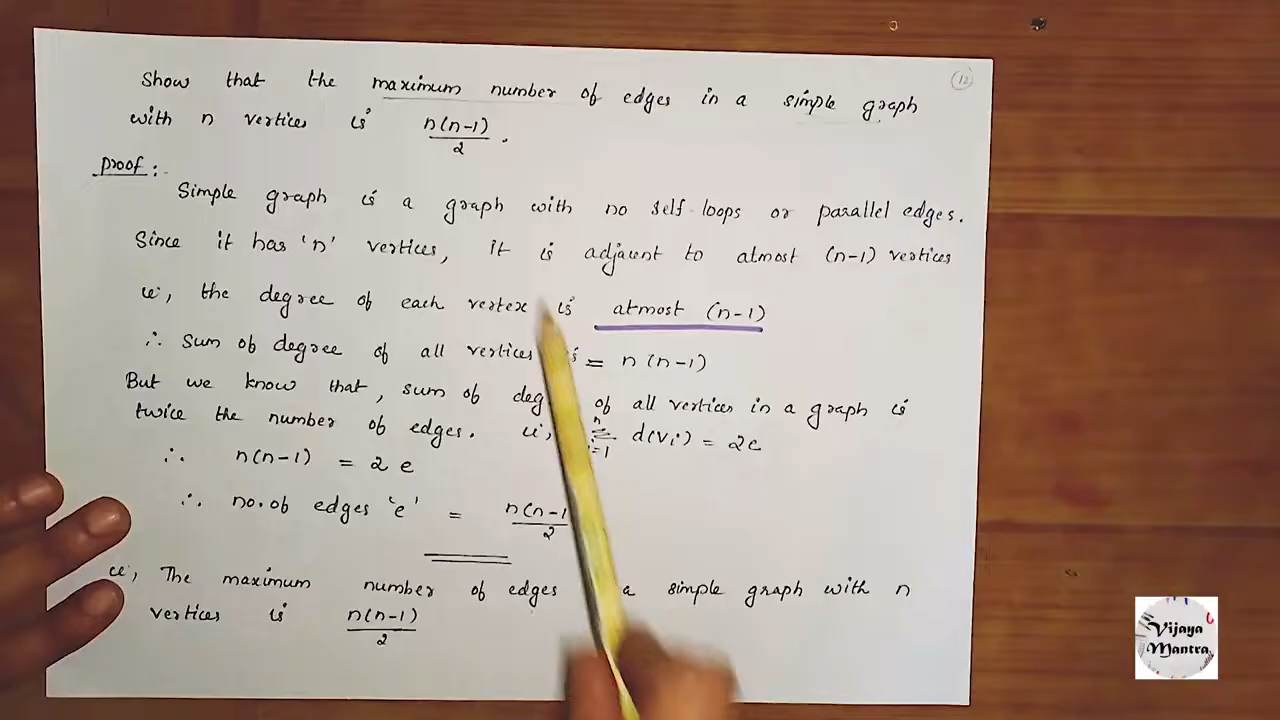 12
Show that the maximum number of edges in a simple graph
with n vertices is n(n-1)/2 .
Proof :-
Simple graph is a graph with no self-loops or parallel edges.
Since it has 'n' vertices, it is adjacent to almost (n-1) vertices
ie, the degree of each vertex is atmost (n-1)
∴ Sum of degree of all vertices is = n(n-1)
But we know that, sum of deg of all vertices in a graph is
twice the number of edges. ie, n Σ i=1 d(vi) = 2e
∴ n(n-1) = 2e
∴ no. of edges 'e' = n(n-1 / 2
ie, The maximum number of edges a simple graph with n
vertices is n(n-1)/2
Vijaya
Mantra